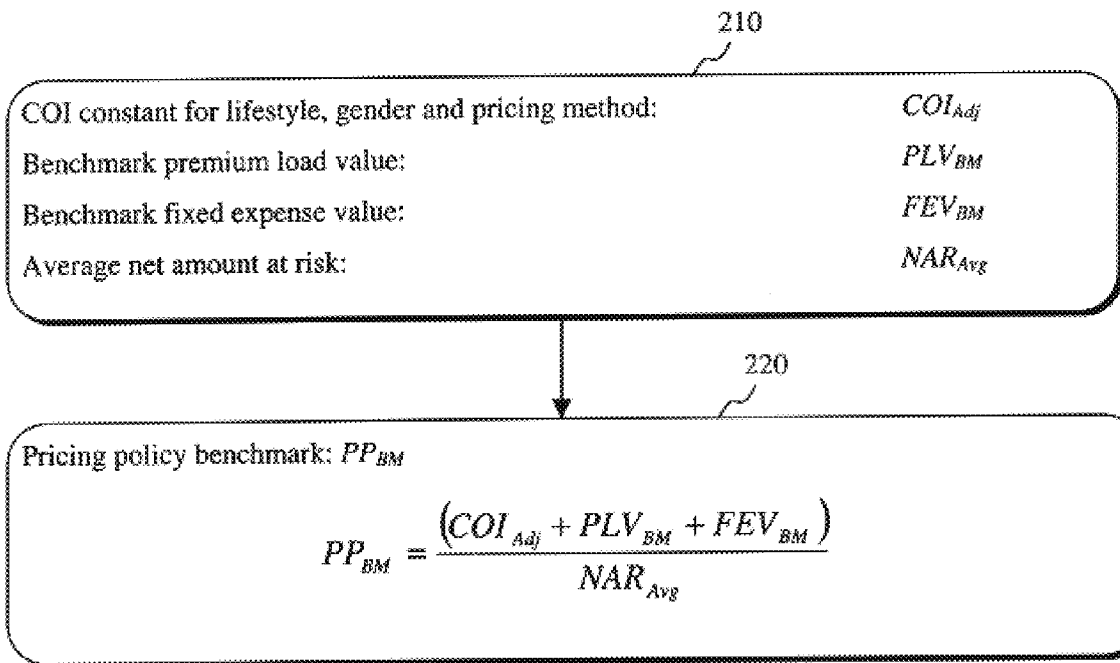 210
COI constant for lifestyle, gender and pricing method: COI_Adj
Benchmark premium load value: PLV_BM
Benchmark fixed expense value: FEV_BM
Average net amount at risk: NAR_Avg
220
Pricing policy benchmark: PP_BM
PP_BM = (COI_Adj + PLV_BM + FEV_BM) / NAR_Avg